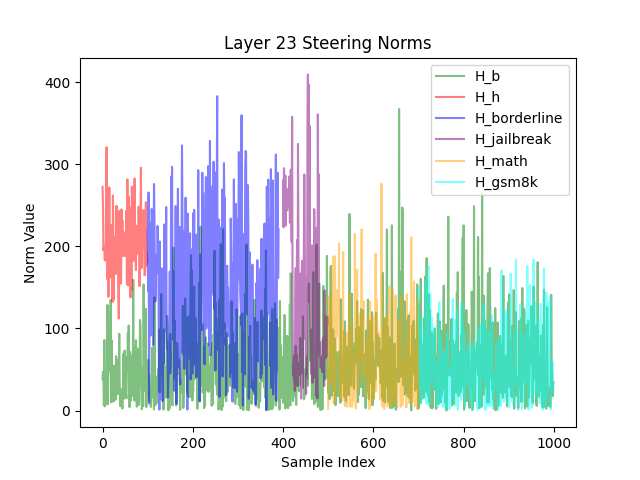 Layer 23 Steering Norms
400
300
200
100
0
Norm Value
H_b
H_h
H_borderline
H_jailbreak
H_math
H_gsm8k
0 200 400 600 800 1000
Sample Index